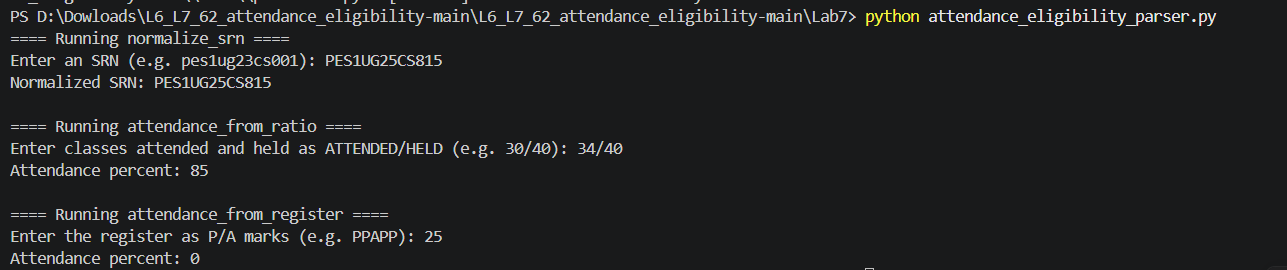 PS D:\Dowloads\L6_L7_62_attendance_eligibility-main\L6_L7_62_attendance_eligibility-main\Lab7> python attendance_eligibility_parser.py
==== Running normalize_srn ====
Enter an SRN (e.g. pes1ug23cs001): PES1UG25CS815
Normalized SRN: PES1UG25CS815
==== Running attendance_from_ratio ====
Enter classes attended and held as ATTENDED/HELD (e.g. 30/40): 34/40
Attendance percent: 85
==== Running attendance_from_register ====
Enter the register as P/A marks (e.g. PPAPP): 25
Attendance percent: 0